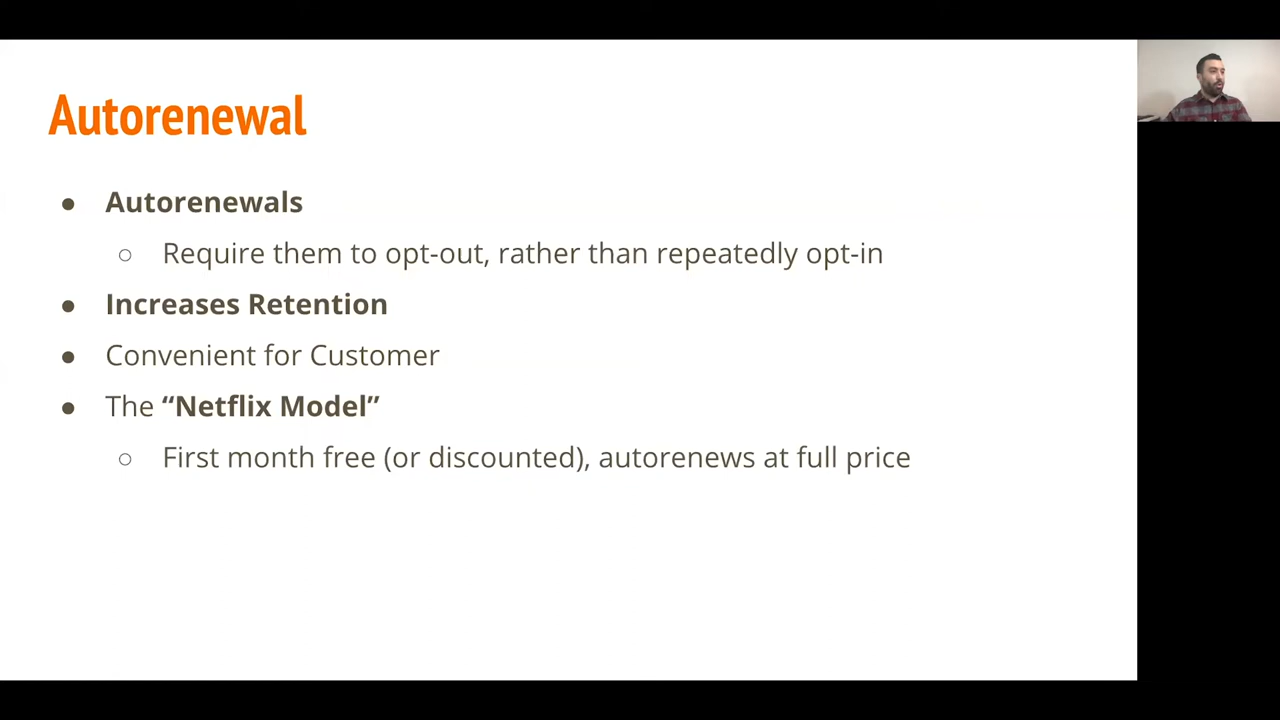 Autorenewal
● Autorenewals
○ Require them to opt-out, rather than repeatedly opt-in
● Increases Retention
● Convenient for Customer
● The “Netflix Model”
○ First month free (or discounted), autorenews at full price